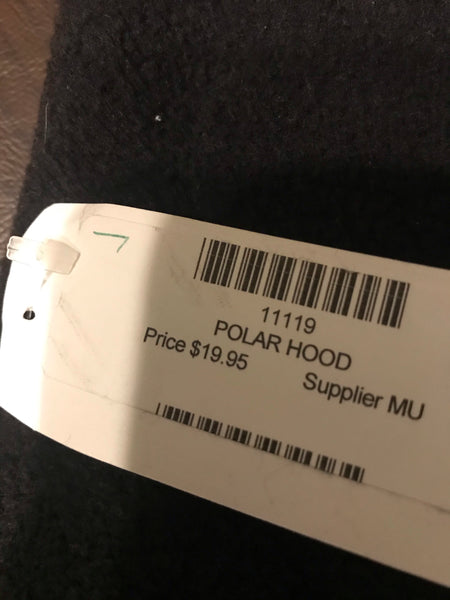 11119
POLAR HOOD
Price $19.95
Supplier MU